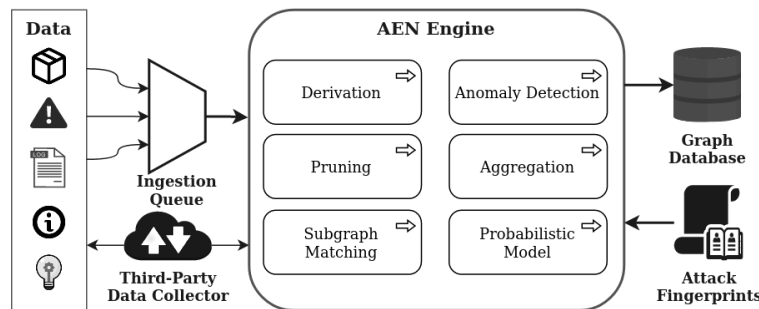 Data
LOG
Ingestion
Queue
Third-Party
Data Collector
AEN Engine
Derivation
Anomaly Detection
Pruning
Aggregation
Subgraph
Matching
Probabilistic
Model
Graph
Database
Attack
Fingerprints